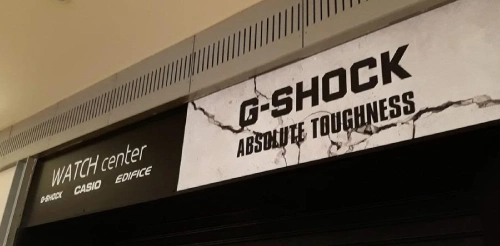 WATCH center
G-SHOCK CASIO EDIFICE
G-SHOCK
ABSOLUTE TOUGHNESS